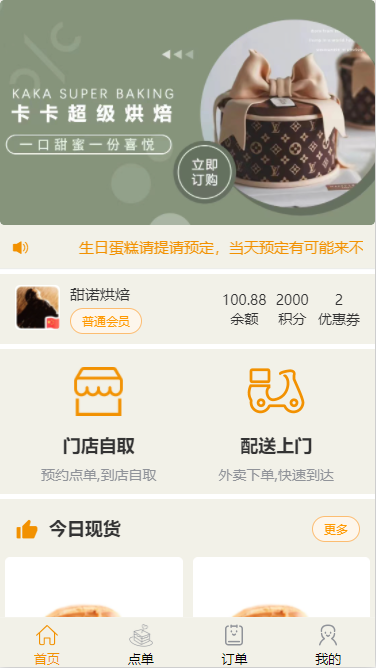 KAKA SUPER BAKING
卡卡超级烘焙
一口甜蜜一份喜悦
立即
订购
生日蛋糕请提请预定，当天预定有可能来不
甜诺烘焙
普通会员
100.88 2000 2
余额 积分 优惠券
门店自取 配送上门
预约点单,到店自取 外卖下单,快速到达
今日现货 更多
首页 点单 订单 我的